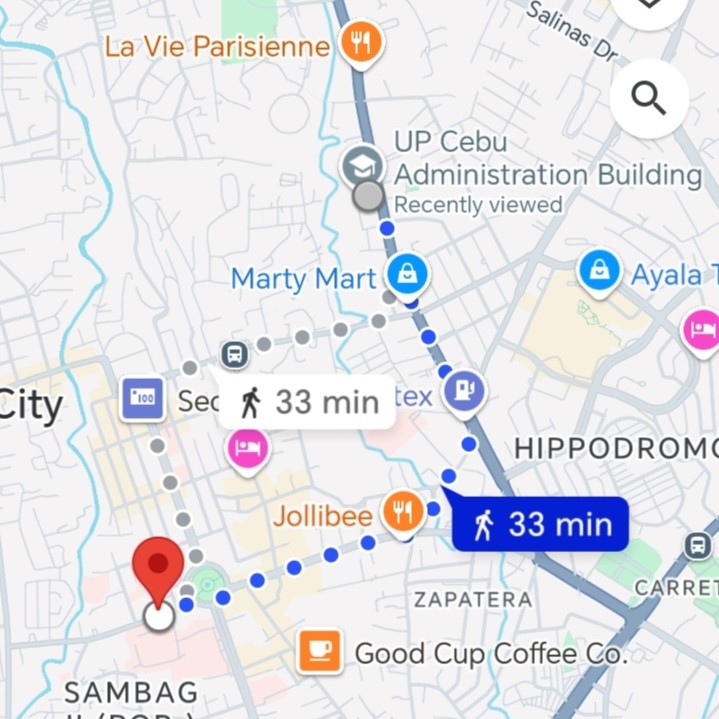 Salinas Dr
La Vie Parisienne
UP Cebu
Administration Building
Recently viewed
Marty Mart
Ayala
City
100
33 min
tex
HIPPODROMO
Jollibee
33 min
ZAPATERA
Good Cup Coffee Co.
SAMBAG